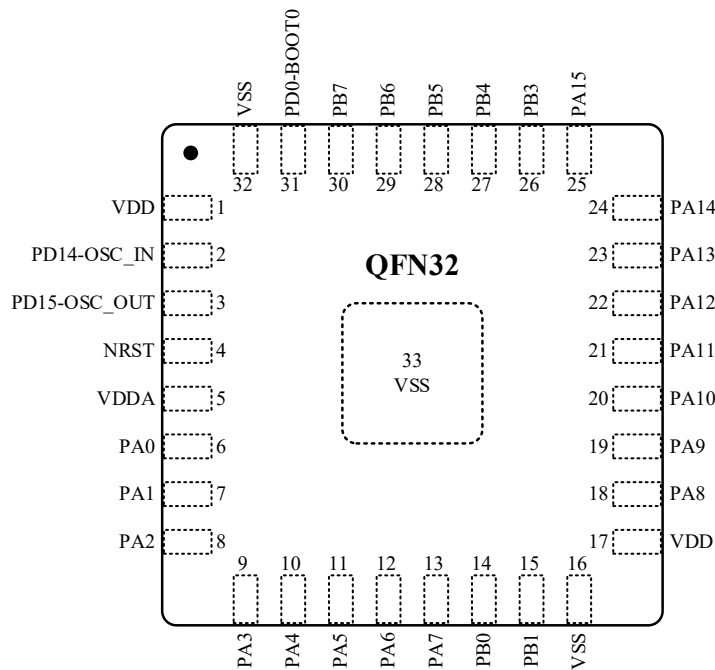 VSS
PD0-BOOT0
PB7
PB6
PB5
PB4
PB3
PA15
32
31
30
29
28
27
26
25
VDD 1
PD14-OSC_IN 2
PD15-OSC_OUT 3
NRST 4
VDDA 5
PA0 6
PA1 7
PA2 8
QFN32
33
VSS
24 PA14
23 PA13
22 PA12
21 PA11
20 PA10
19 PA9
18 PA8
17 VDD
9
10
11
12
13
14
15
16
PA3
PA4
PA5
PA6
PA7
PB0
PB1
VSS